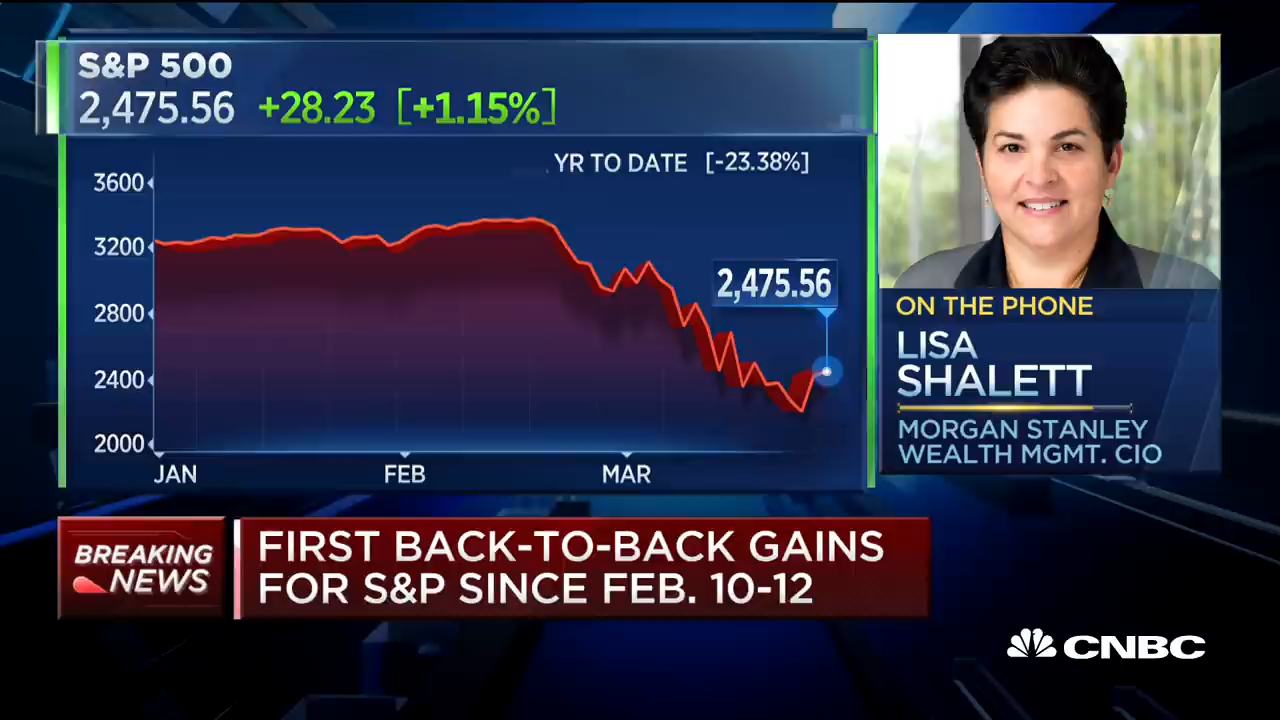 S&P 500
2,475.56 +28.23 [+1.15%]
YR TO DATE [-23.38%]
3600
3200
2800
2400
2000
2,475.56
JAN FEB MAR
ON THE PHONE
LISA
SHALETT
MORGAN STANLEY
WEALTH MGMT. CIO
BREAKING
NEWS
FIRST BACK-TO-BACK GAINS
FOR S&P SINCE FEB. 10-12
CNBC